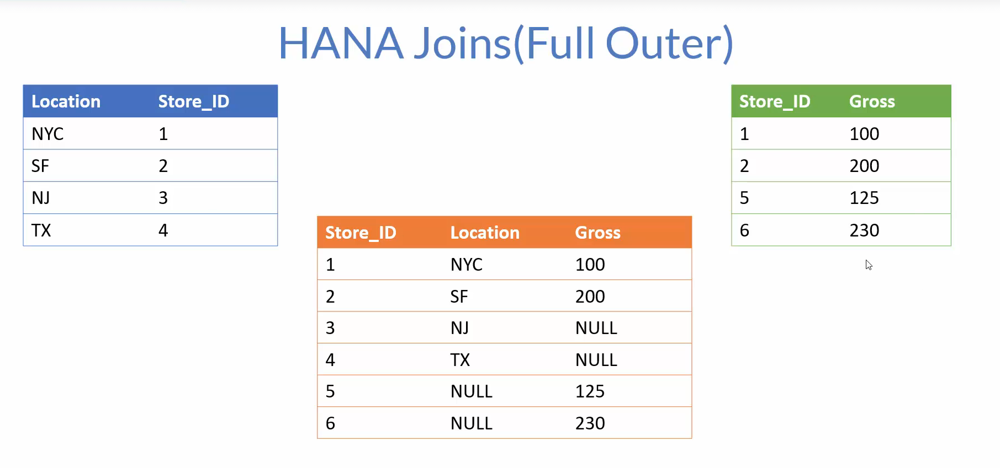 HANA Joins(Full Outer)
Location Store_ID
NYC 1
SF 2
NJ 3
TX 4
Store_ID Gross
1 100
2 200
5 125
6 230
Store_ID Location Gross
1 NYC 100
2 SF 200
3 NJ NULL
4 TX NULL
5 NULL 125
6 NULL 230